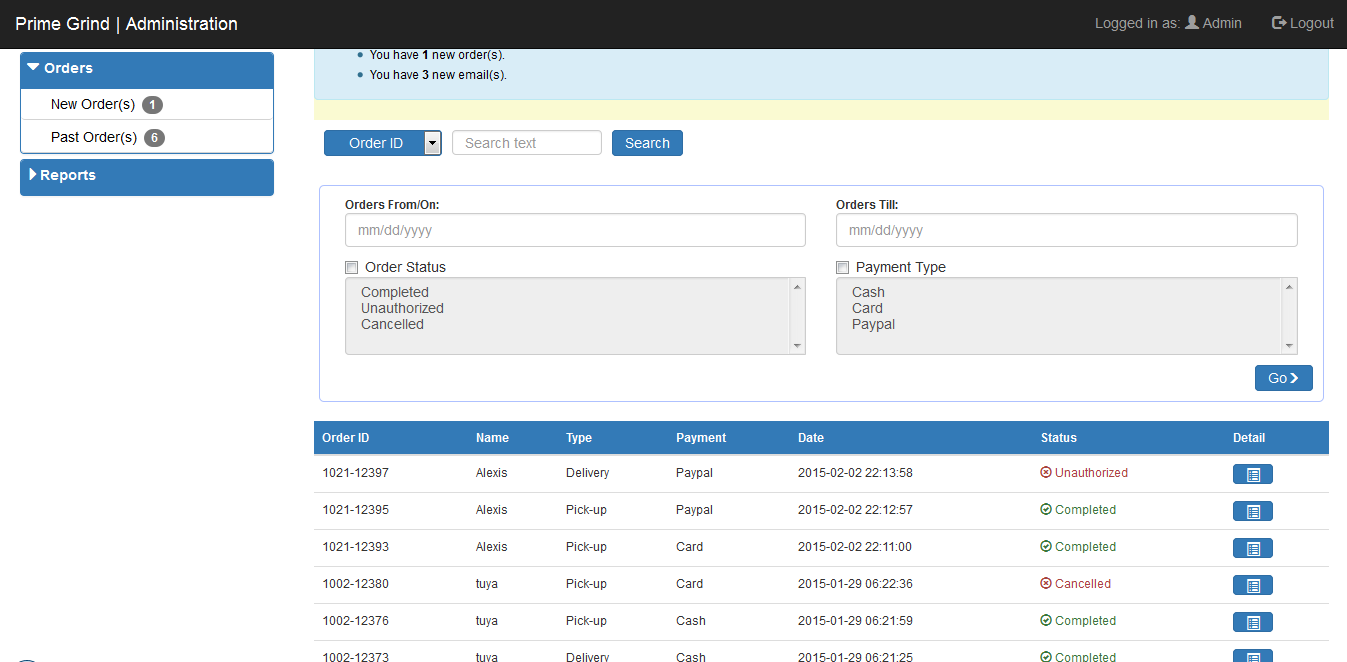 Prime Grind | Administration
Logged in as: Admin
Logout
Orders
New Order(s) 1
Past Order(s) 6
Reports
You have 1 new order(s).
You have 3 new email(s).
Order ID
Search text
Search
Orders From/On:
mm/dd/yyyy
Orders Till:
mm/dd/yyyy
Order Status
Completed
Unauthorized
Cancelled
Payment Type
Cash
Card
Paypal
Go
Order ID Name Type Payment Date Status Detail
1021-12397 Alexis Delivery Paypal 2015-02-02 22:13:58 Unauthorized
1021-12395 Alexis Pick-up Paypal 2015-02-02 22:12:57 Completed
1021-12393 Alexis Pick-up Card 2015-02-02 22:11:00 Completed
1002-12380 tuya Pick-up Card 2015-01-29 06:22:36 Cancelled
1002-12376 tuya Pick-up Cash 2015-01-29 06:21:59 Completed
1002-12373 tuya Delivery Cash 2015-01-29 06:21:25 Completed